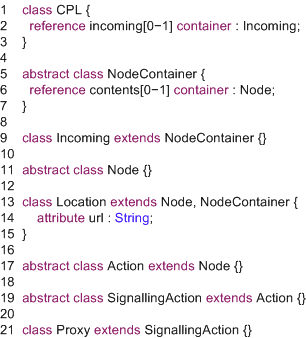 1 class CPL {
2 reference incoming[0−1] container : Incoming;
3 }
4
5 abstract class NodeContainer {
6 reference contents[0−1] container : Node;
7 }
8
9 class Incoming extends NodeContainer {}
10
11 abstract class Node {}
12
13 class Location extends Node, NodeContainer {
14 attribute url : String;
15 }
16
17 abstract class Action extends Node {}
18
19 abstract class SignallingAction extends Action {}
20
21 class Proxy extends SignallingAction {}